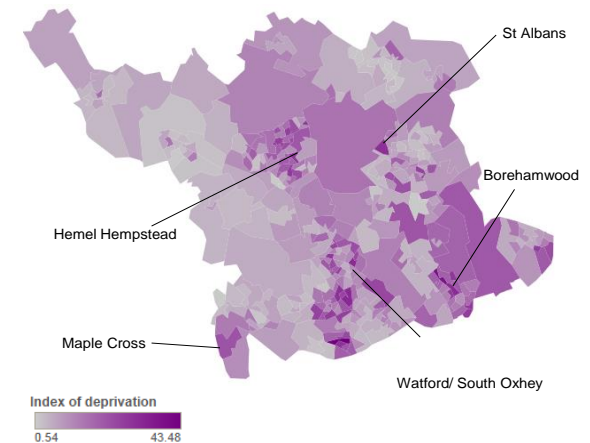 St Albans
Borehamwood
Hemel Hempstead
Maple Cross
Watford/ South Oxhey
Index of deprivation
0.54 43.48